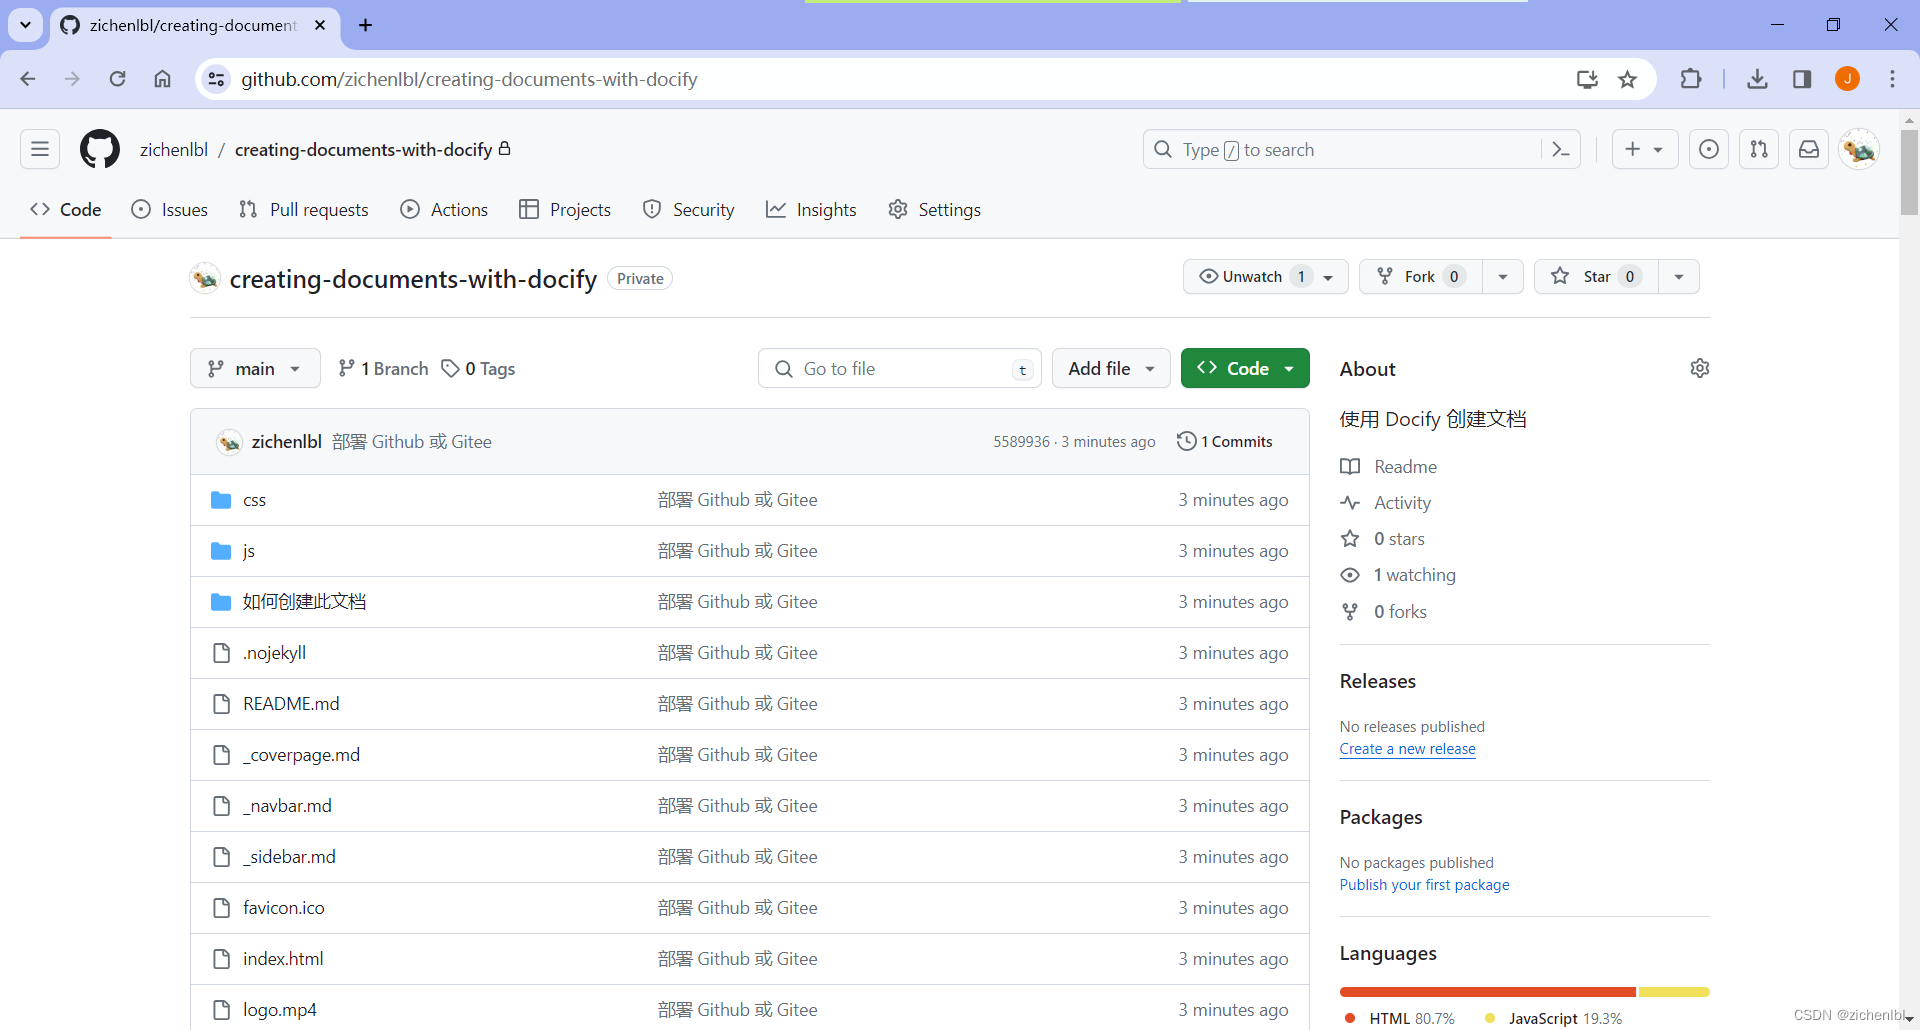 zichenlbl/creating-document
github.com/zichenlbl/creating-documents-with-docify
J
zichenlbl / creating-documents-with-docify
Type / to search
Code Issues Pull requests Actions Projects Security Insights Settings
creating-documents-with-docify Private
Unwatch 1 Fork 0 Star 0
main 1 Branch 0 Tags Go to file t Add file Code
zichenlbl 部署 Github 或 Gitee 5589936 · 3 minutes ago 1 Commits
css 部署 Github 或 Gitee 3 minutes ago
js 部署 Github 或 Gitee 3 minutes ago
如何创建此文档 部署 Github 或 Gitee 3 minutes ago
.nojekyll 部署 Github 或 Gitee 3 minutes ago
README.md 部署 Github 或 Gitee 3 minutes ago
_coverpage.md 部署 Github 或 Gitee 3 minutes ago
_navbar.md 部署 Github 或 Gitee 3 minutes ago
_sidebar.md 部署 Github 或 Gitee 3 minutes ago
favicon.ico 部署 Github 或 Gitee 3 minutes ago
index.html 部署 Github 或 Gitee 3 minutes ago
logo.mp4 部署 Github 或 Gitee 3 minutes ago
About
使用 Docify 创建文档
Readme
Activity
0 stars
1 watching
0 forks
Releases
No releases published
Create a new release
Packages
No packages published
Publish your first package
Languages
HTML 80.7% JavaScript 19.3%
CSDN @zichenlbl